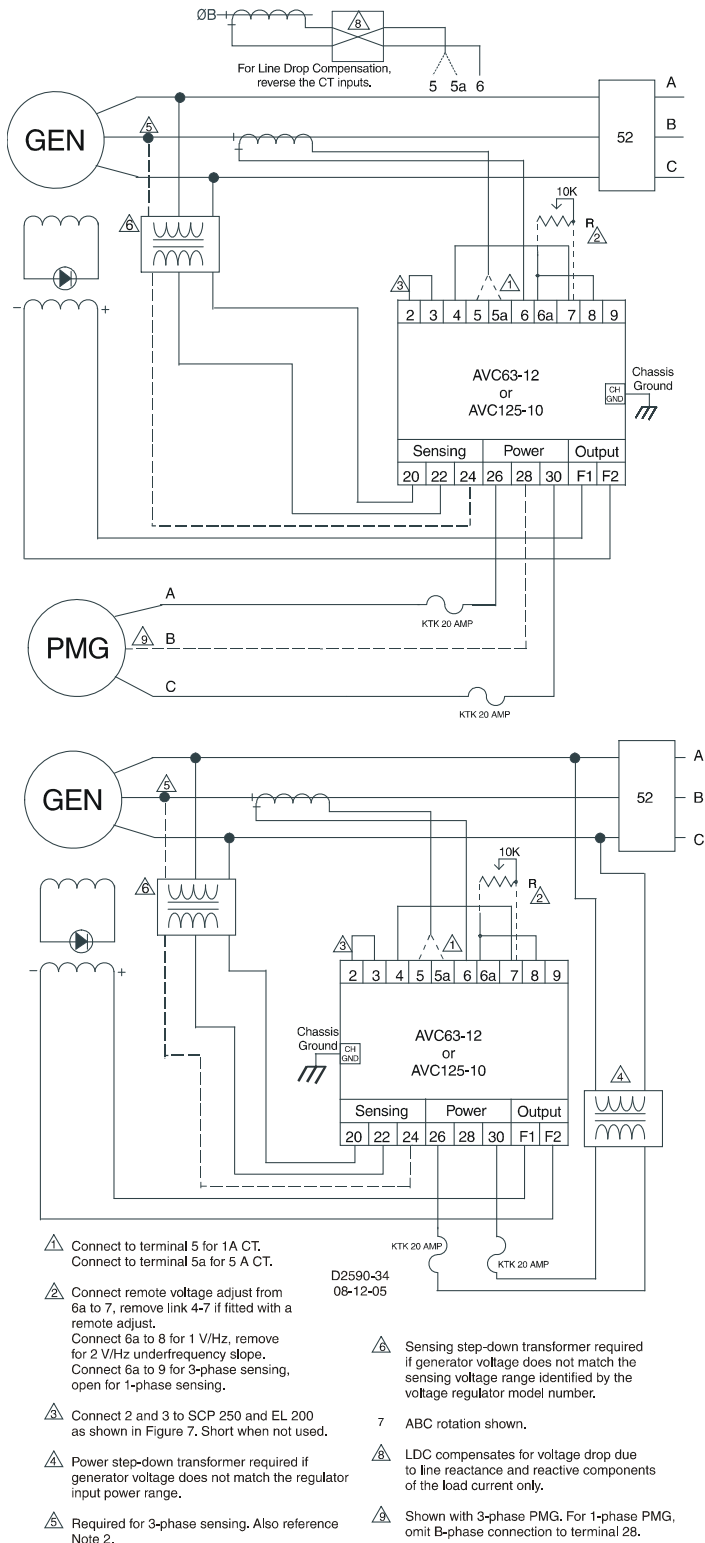 ØB
8
For Line Drop Compensation,
reverse the CT inputs.
5 5a 6
A
GEN
5
B
52
C
10K
R
2
6
3
1
- +
2 3 4 5 5a 6 6a 7 8 9
AVC63-12
or
AVC125-10
CH
GND
Chassis
Ground
Sensing Power Output
20 22 24 26 28 30 F1 F2
A
KTK 20 AMP
PMG
9
B
C
KTK 20 AMP
A
GEN
5
B
52
C
10K
R
2
6
3
1
- +
2 3 4 5 5a 6 6a 7 8 9
Chassis
Ground
CH
GND
AVC63-12
or
AVC125-10
4
Sensing Power Output
20 22 24 26 28 30 F1 F2
KTK 20 AMP
KTK 20 AMP
D2590-34
08-12-05
1 Connect to terminal 5 for 1A CT.
Connect to terminal 5a for 5 A CT.
2 Connect remote voltage adjust from
6a to 7, remove link 4-7 if fitted with a
remote adjust.
Connect 6a to 8 for 1 V/Hz, remove
for 2 V/Hz underfrequency slope.
Connect 6a to 9 for 3-phase sensing,
open for 1-phase sensing.
3 Connect 2 and 3 to SCP 250 and EL 200
as shown in Figure 7. Short when not used.
4 Power step-down transformer required if
generator voltage does not match the regulator
input power range.
5 Required for 3-phase sensing. Also reference
Note 2.
6 Sensing step-down transformer required
if generator voltage does not match the
sensing voltage range identified by the
voltage regulator model number.
7 ABC rotation shown.
8 LDC compensates for voltage drop due
to line reactance and reactive components
of the load current only.
9 Shown with 3-phase PMG. For 1-phase PMG,
omit B-phase connection to terminal 28.